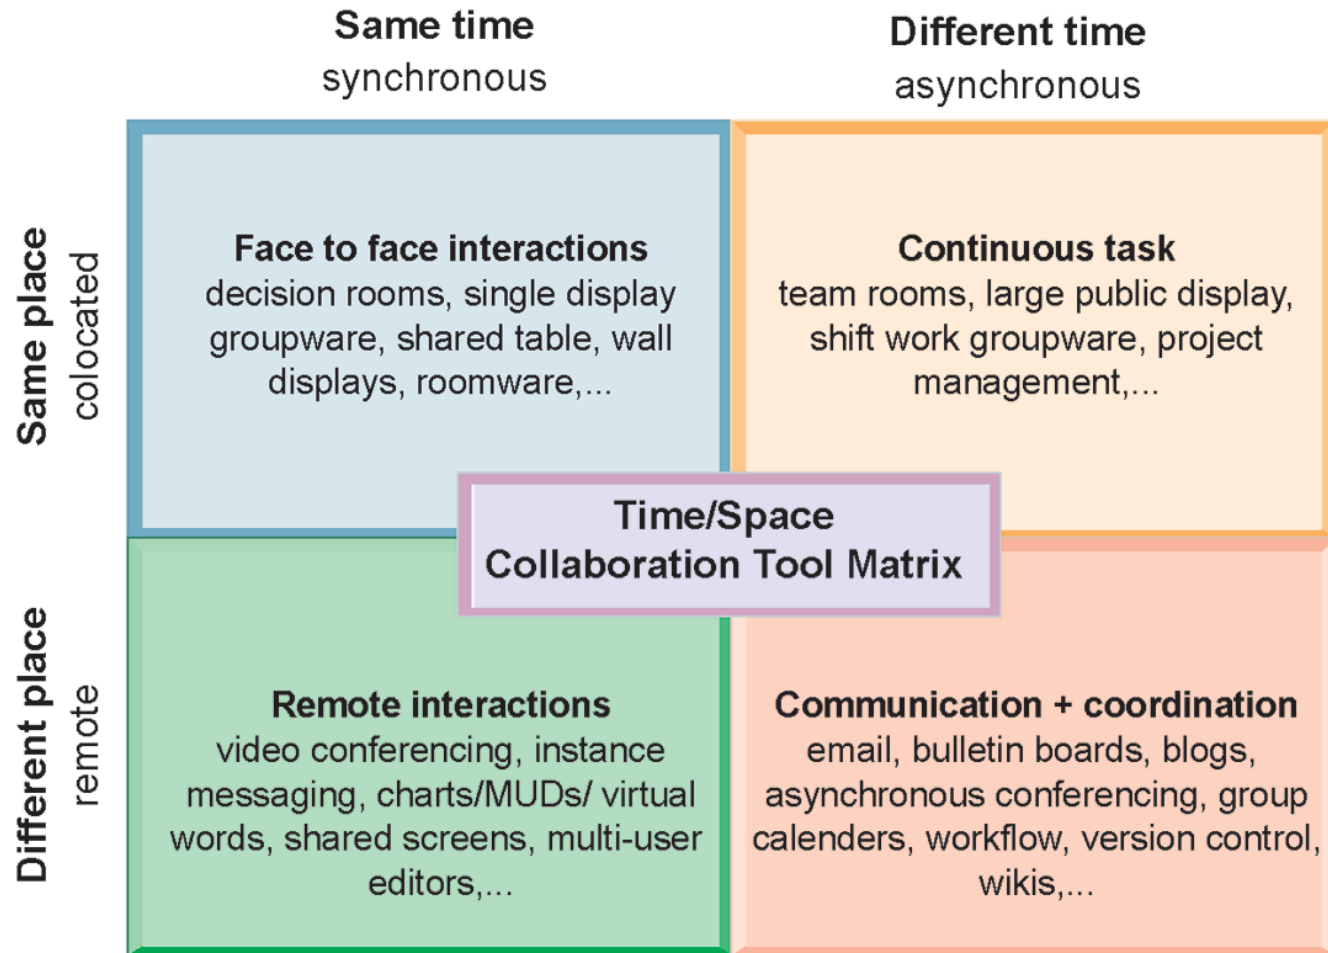 Same time
synchronous
Different time
asynchronous
Same place
colocated
Face to face interactions
decision rooms, single display
groupware, shared table, wall
displays, roomware,...
Continuous task
team rooms, large public display,
shift work groupware, project
management,...
Time/Space
Collaboration Tool Matrix
Different place
remote
Remote interactions
video conferencing, instance
messaging, charts/MUDs/ virtual
words, shared screens, multi-user
editors,...
Communication + coordination
email, bulletin boards, blogs,
asynchronous conferencing, group
calenders, workflow, version control,
wikis,...